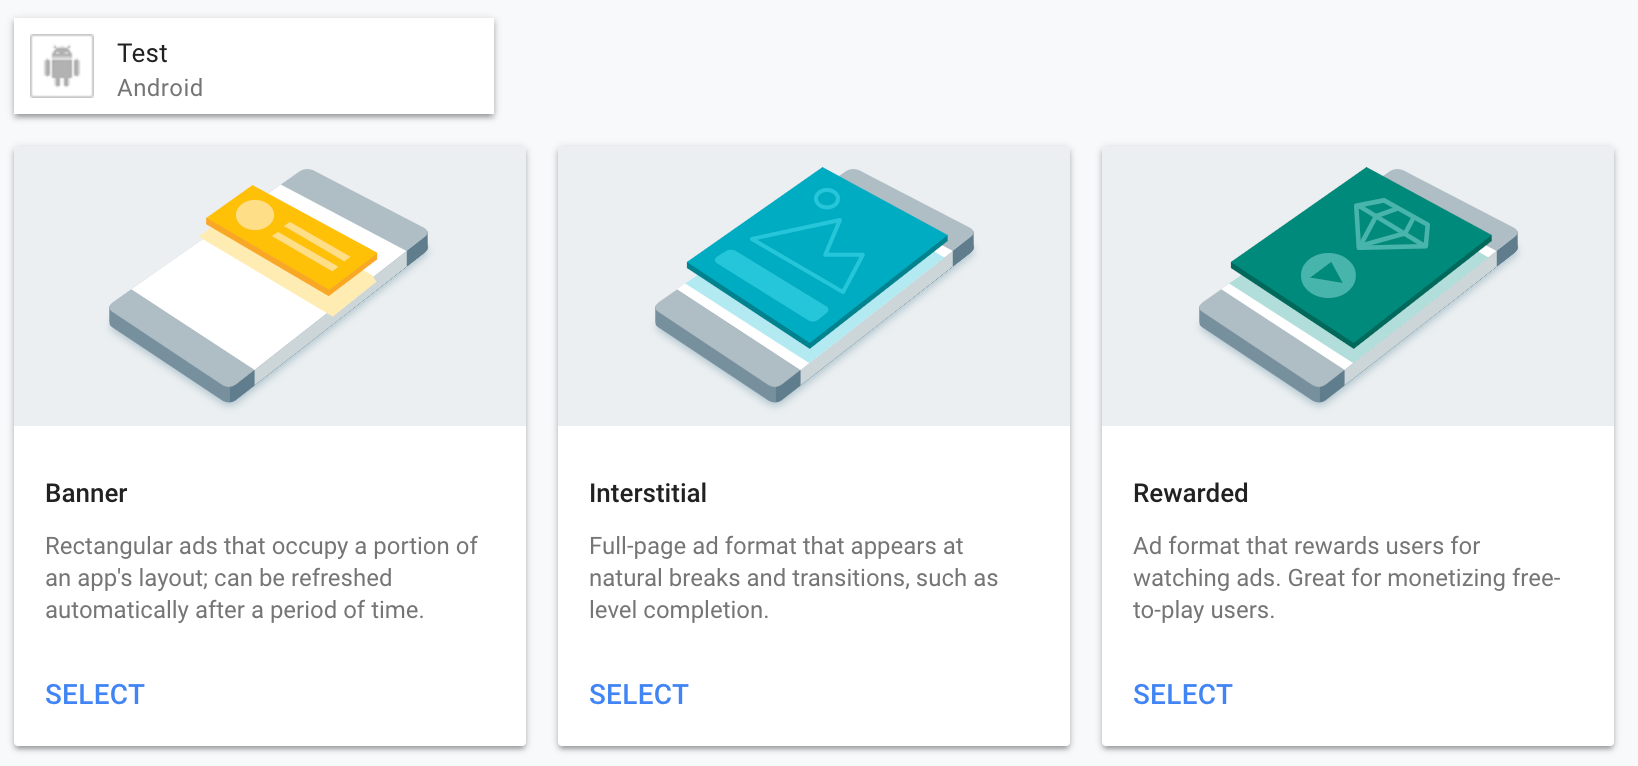 Test
Android
Banner
Rectangular ads that occupy a portion of
an app's layout; can be refreshed
automatically after a period of time.
SELECT
Interstitial
Full-page ad format that appears at
natural breaks and transitions, such as
level completion.
SELECT
Rewarded
Ad format that rewards users for
watching ads. Great for monetizing free-
to-play users.
SELECT